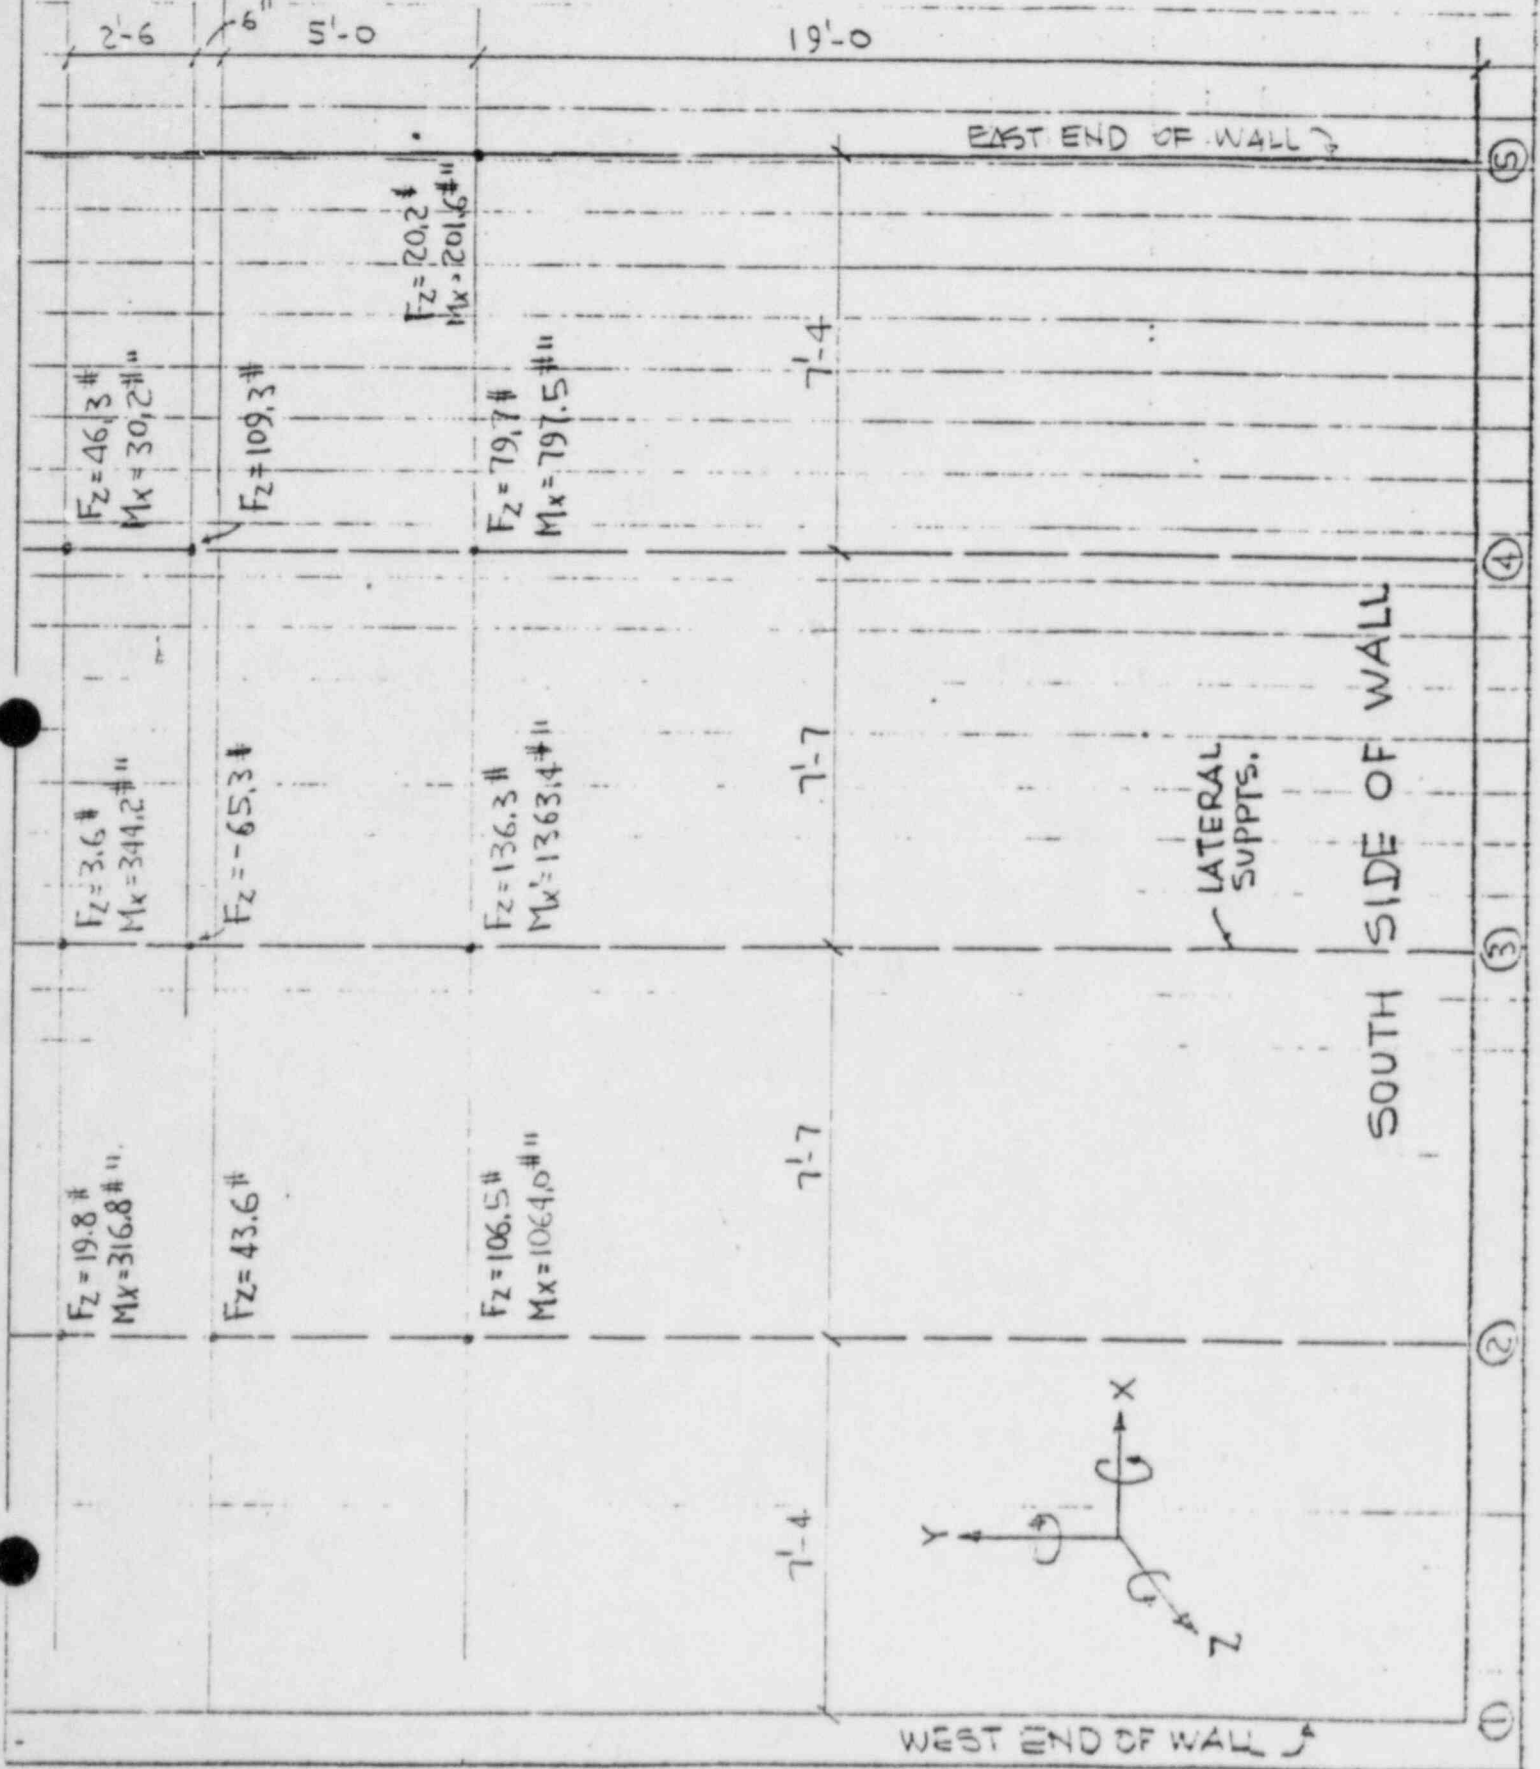 2-6
6"
5'-0
19'-0
Fz=19.8#
Mx=316.8#"
Fz=3.6#
Mx=344.2#"
Fz=46.3#
Mx=30.2#"
Fz=43.6#
Fz=-65.3#
Fz=109.3#
Fz=20.2#
Mx=201.6#"
Fz=106.5#
Mx=1064.0#"
Fz=136.3#
Mx=1363.4#"
Fz=79.7#
Mx=797.5#"
7'-4
7'-7
7'-7
7'-4
Y
X
Z
LATERAL
SUPPTS.
WEST END OF WALL
EAST END OF WALL
SOUTH SIDE OF WALL
1
2
3
4
5